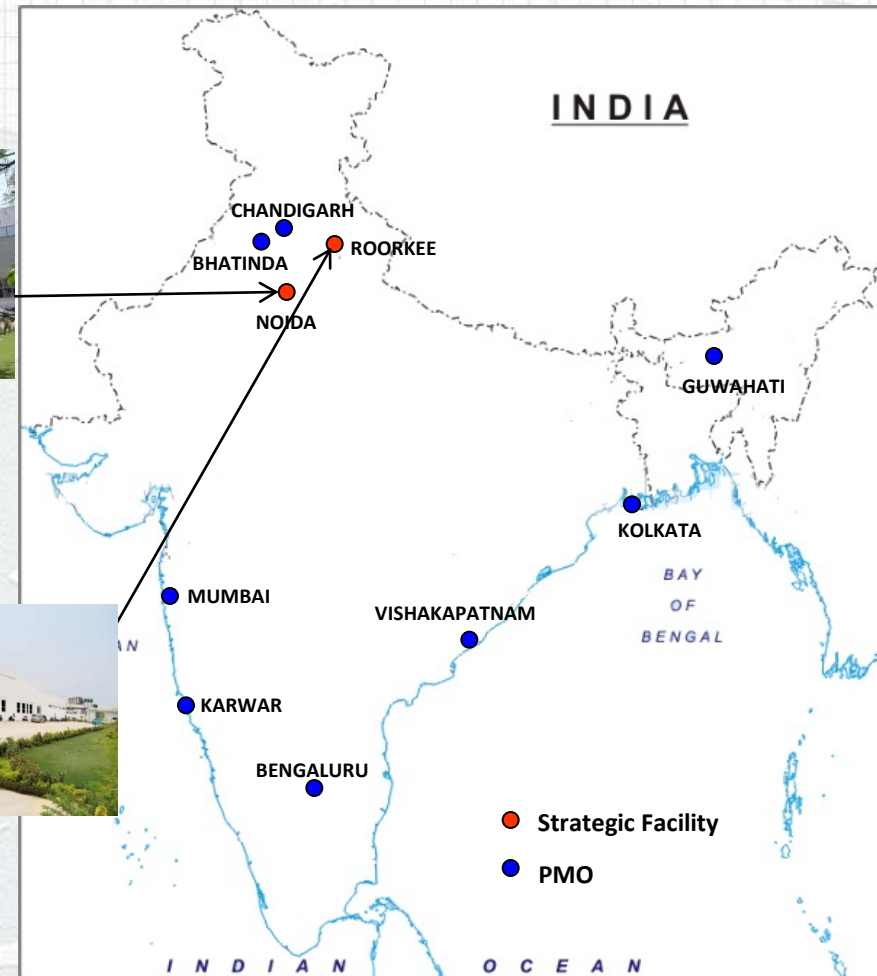 INDIA
CHANDIGARH
BHATINDA
ROORKEE
NOIDA
GUWAHATI
KOLKATA
MUMBAI
VISHAKAPATNAM
BAY
OF
BENGAL
AN
KARWAR
BENGALURU
Strategic Facility
PMO
INDIAN OCEAN